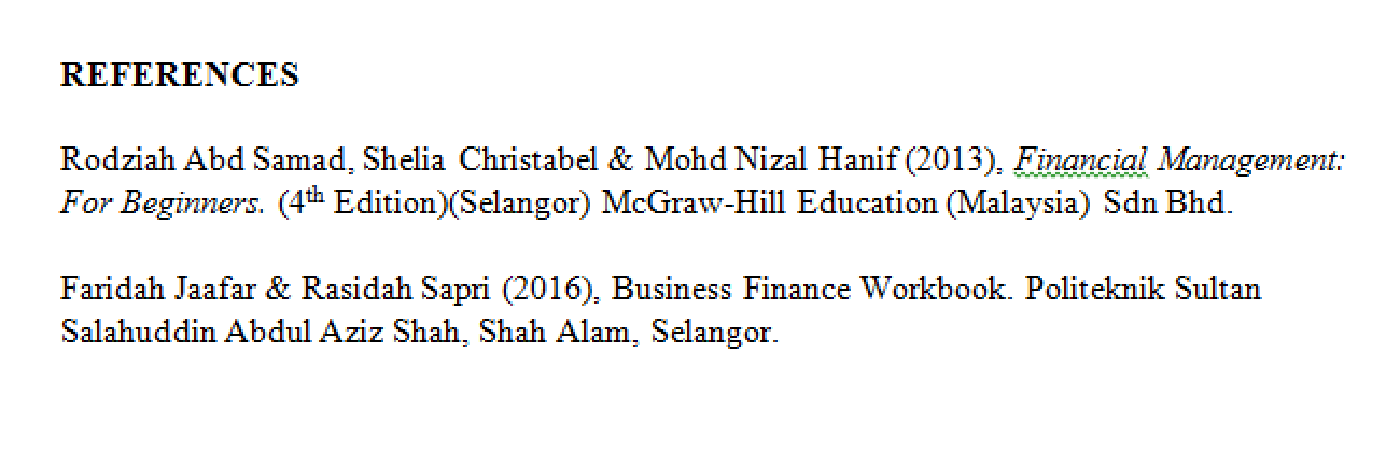 REFERENCES
Rodziah Abd Samad, Shelia Christabel & Mohd Nizal Hanif (2013), Financial Management:
For Beginners. (4th Edition)(Selangor) McGraw-Hill Education (Malaysia) Sdn Bhd.
Faridah Jaafar & Rasidah Sapri (2016), Business Finance Workbook. Politeknik Sultan
Salahuddin Abdul Aziz Shah, Shah Alam, Selangor.